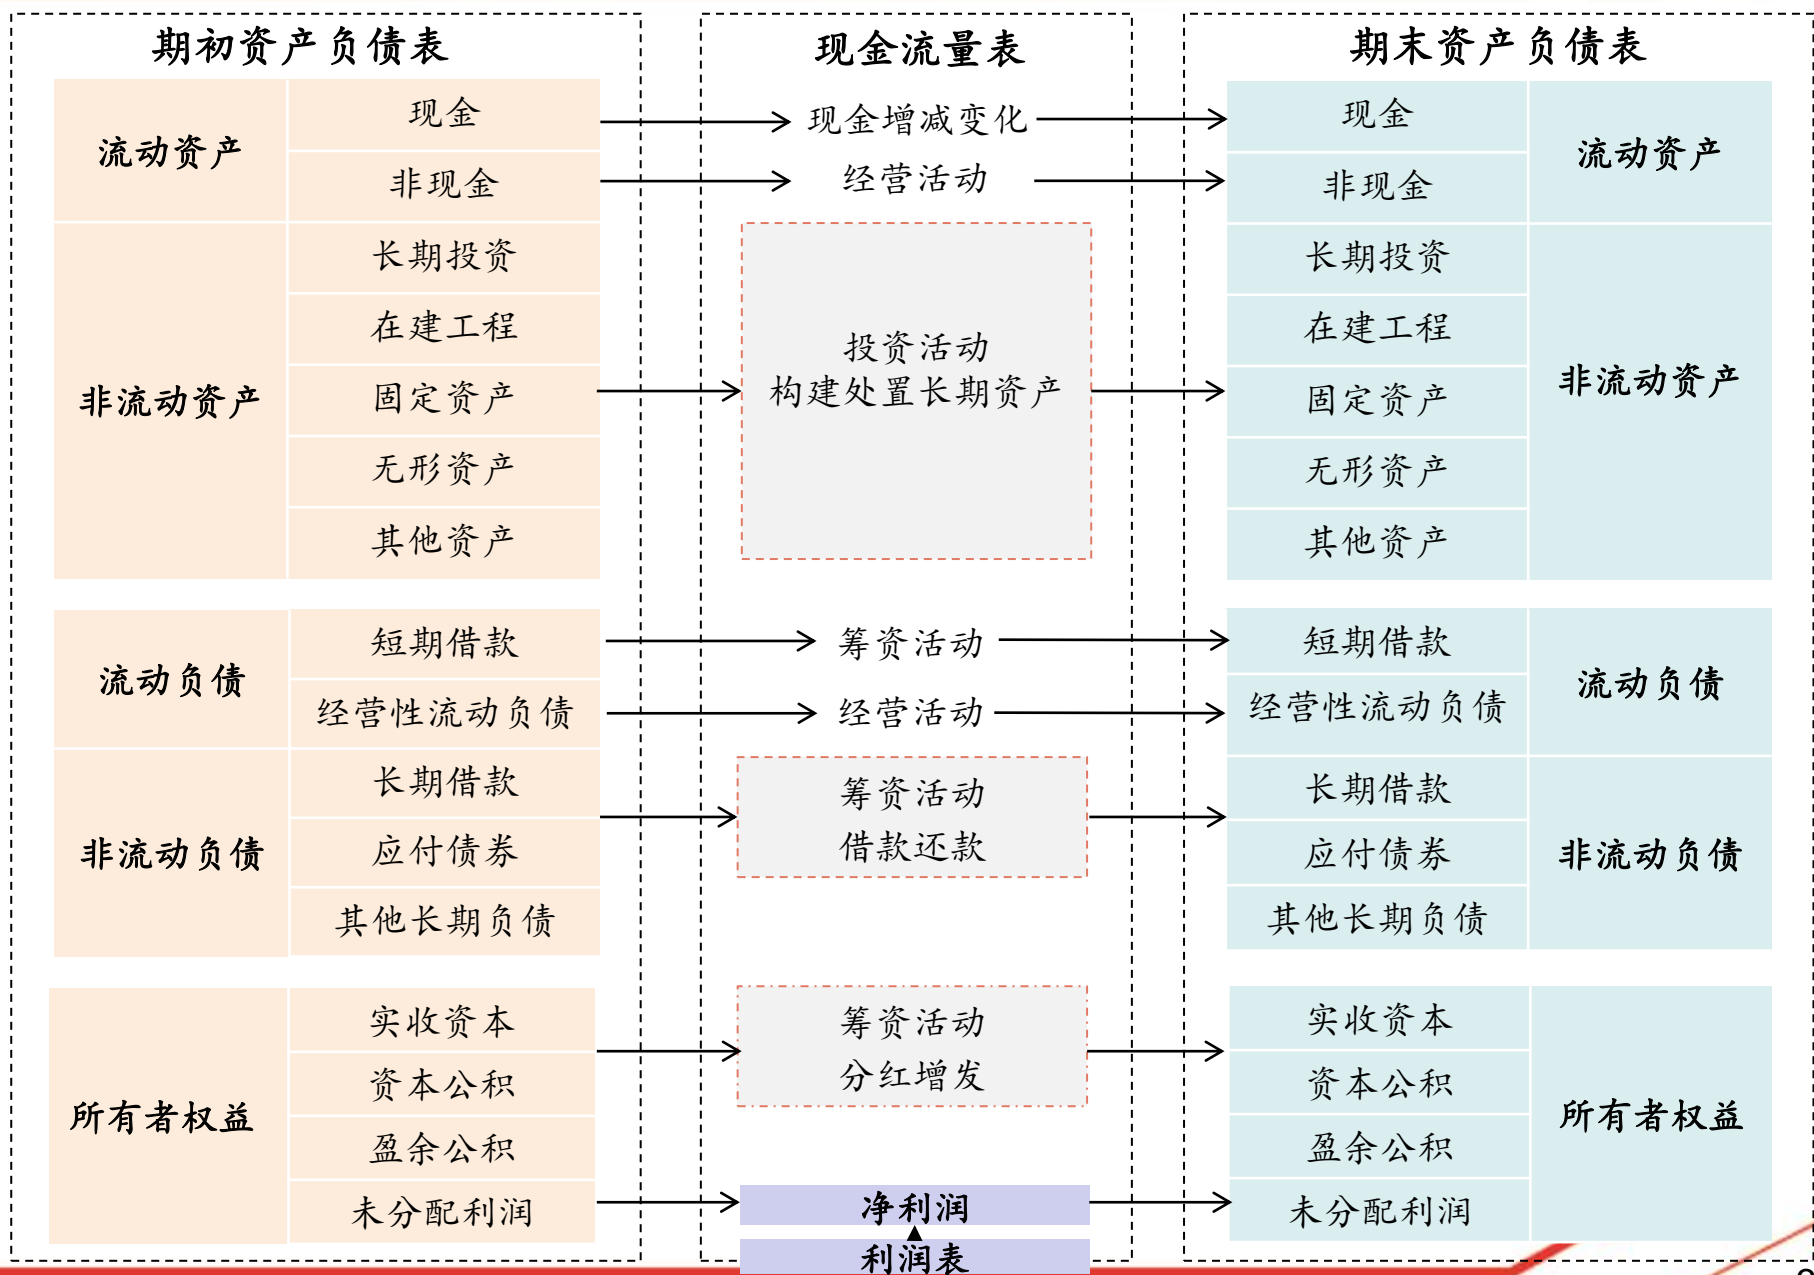 期初资产负债表
流动资产
现金
非现金
非流动资产
长期投资
在建工程
固定资产
无形资产
其他资产
流动负债
短期借款
经营性流动负债
非流动负债
长期借款
应付债券
其他长期负债
所有者权益
实收资本
资本公积
盈余公积
未分配利润
现金流量表
现金增减变化
经营活动
投资活动
构建处置长期资产
筹资活动
经营活动
筹资活动
借款还款
筹资活动
分红增发
净利润
利润表
期末资产负债表
现金
非现金
流动资产
长期投资
在建工程
固定资产
无形资产
其他资产
非流动资产
短期借款
经营性流动负债
流动负债
长期借款
应付债券
其他长期负债
非流动负债
实收资本
资本公积
盈余公积
未分配利润
所有者权益